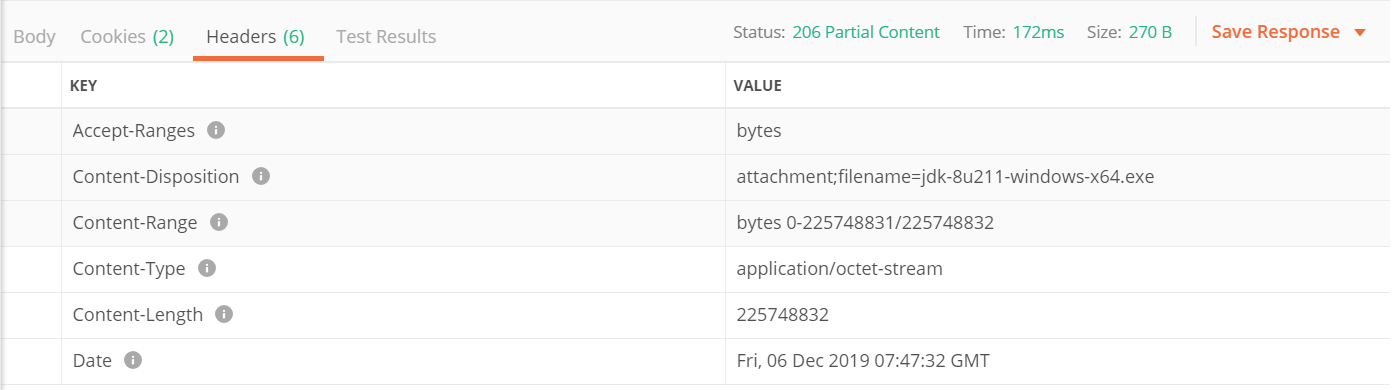 Body Cookies (2) Headers (6) Test Results Status: 206 Partial Content Time: 172ms Size: 270 B Save Response
KEY VALUE
Accept-Ranges bytes
Content-Disposition attachment;filename=jdk-8u211-windows-x64.exe
Content-Range bytes 0-225748831/225748832
Content-Type application/octet-stream
Content-Length 225748832
Date Fri, 06 Dec 2019 07:47:32 GMT